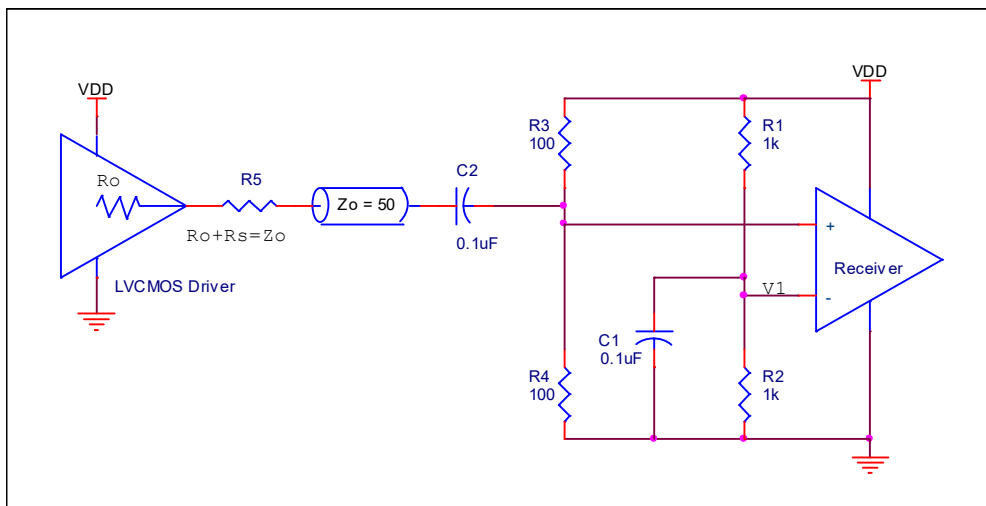 VDD
VDD
R3
100
R1
1k
Ro
R5
C2
Zo = 50
Ro+Rs=Zo
0.1uF
+
LVCMOS Driver
Receiver
V1
-
C1
0.1uF
R4
100
R2
1k